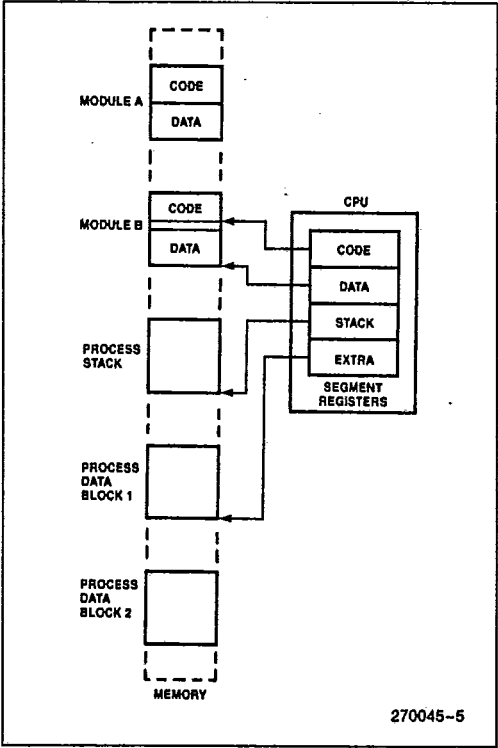 MODULE A
CODE
DATA
MODULE B
CODE
DATA
PROCESS
STACK
PROCESS
DATA
BLOCK 1
PROCESS
DATA
BLOCK 2
MEMORY
CPU
CODE
DATA
STACK
EXTRA
SEGMENT
REGISTERS
270045-5